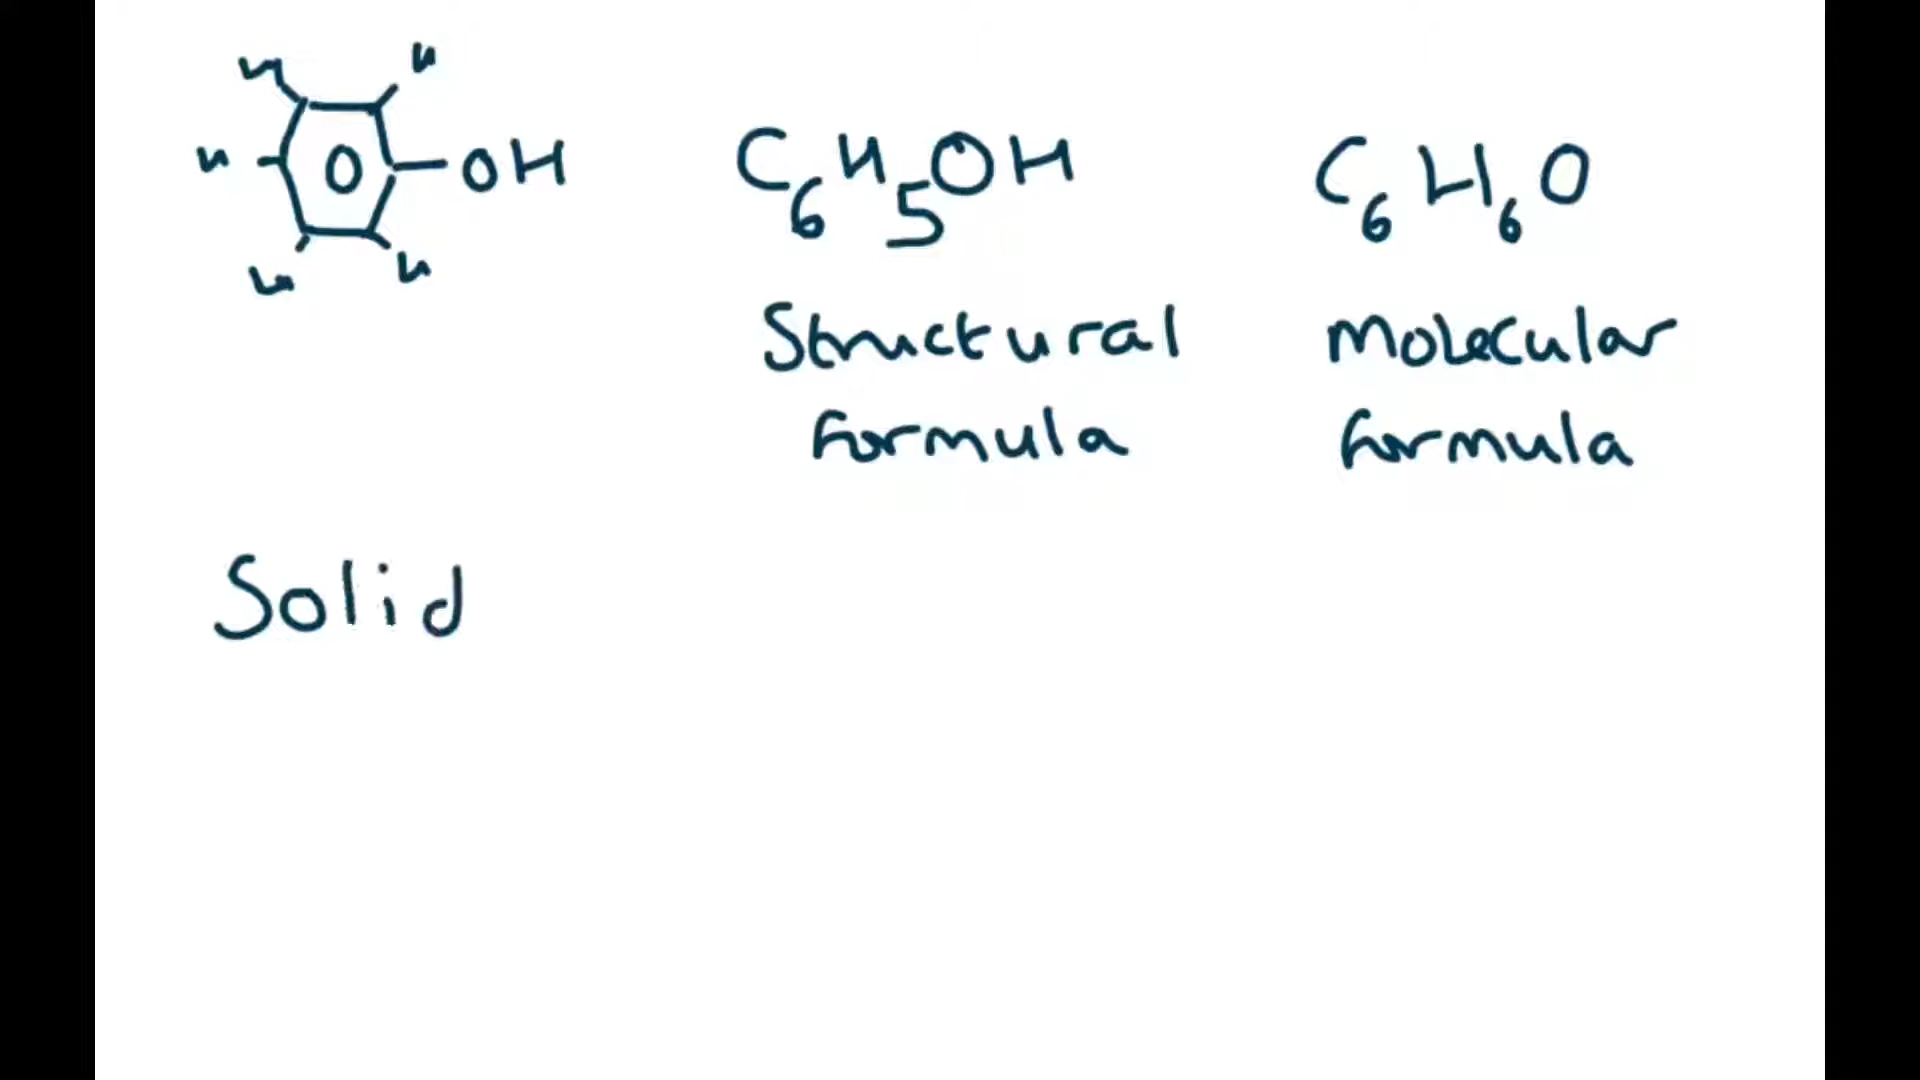 H H
H OH C6H5OH C6H6O
H H
Structural Molecular
formula formula
Solid